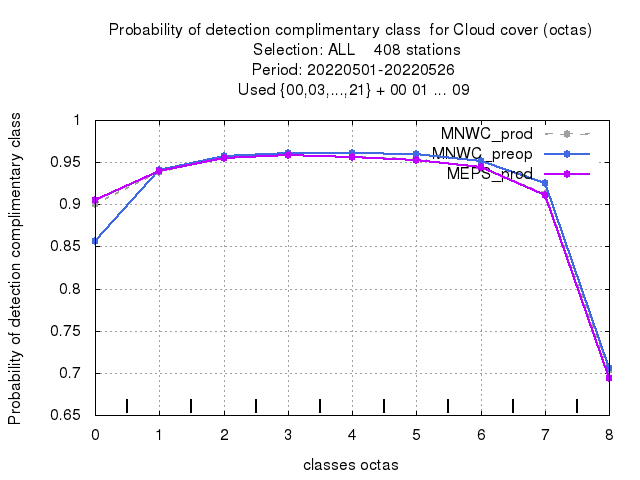 Probability of detection complimentary class  for Cloud cover (octas)
Selection: ALL    408 stations
Period: 20220501-20220526
Used {00,03,...,21} + 00 01 ... 09
Probability of detection complimentary class
1
0.95
0.9
0.85
0.8
0.75
0.7
0.65
MNWC_prod
MNWC_preop
MEPS_prod
0 1 2 3 4 5 6 7 8
classes octas